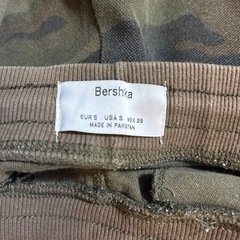 Bershka
EUR S . USA S MEX 26
MADE IN PAKISTAN